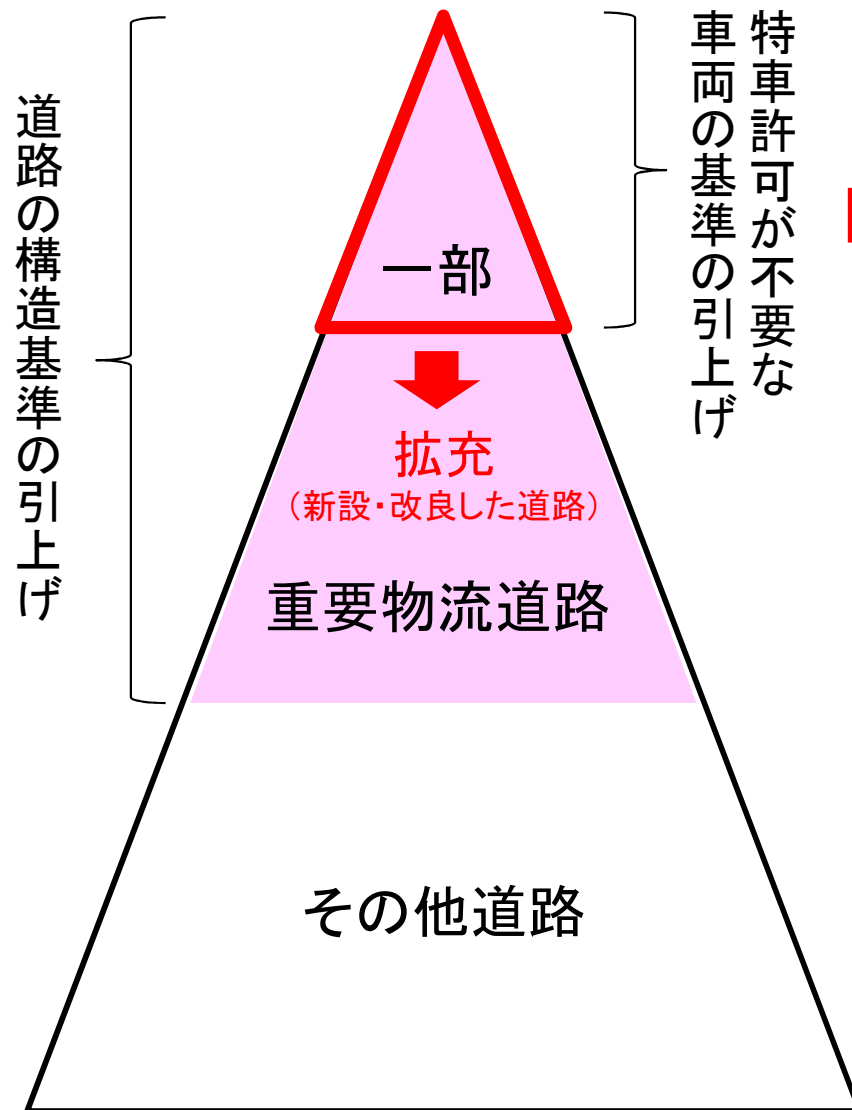 道路の構造基準の引上げ
特車許可が不要な
車両の基準の引上げ
一部
拡充
（新設・改良した道路）
重要物流道路
その他道路